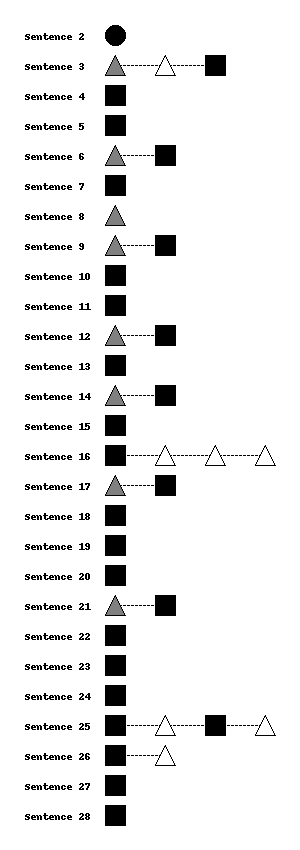 Sentence 2
Sentence 3
Sentence 4
Sentence 5
Sentence 6
Sentence 7
Sentence 8
Sentence 9
Sentence 10
Sentence 11
Sentence 12
Sentence 13
Sentence 14
Sentence 15
Sentence 16
Sentence 17
Sentence 18
Sentence 19
Sentence 20
Sentence 21
Sentence 22
Sentence 23
Sentence 24
Sentence 25
Sentence 26
Sentence 27
Sentence 28